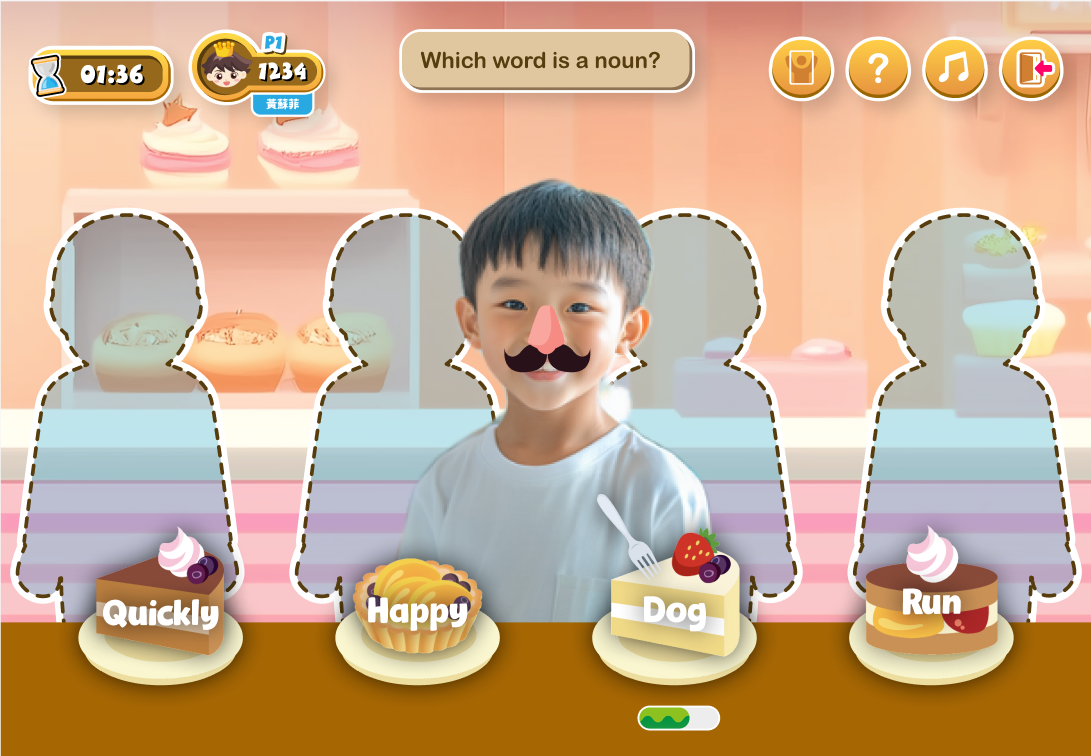 01:36
P1
1234
黃蘇菲
Which word is a noun?
?
Quickly
Happy
Dog
Run